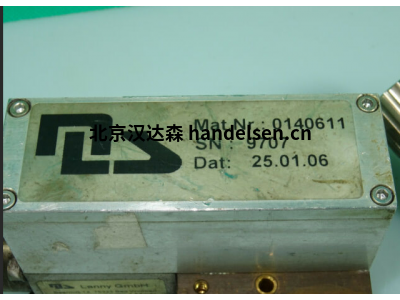 Mat.Nr.: 0140611
北京汉达森 handelsen.cn
SN : 9707
Dat: 25.01.06